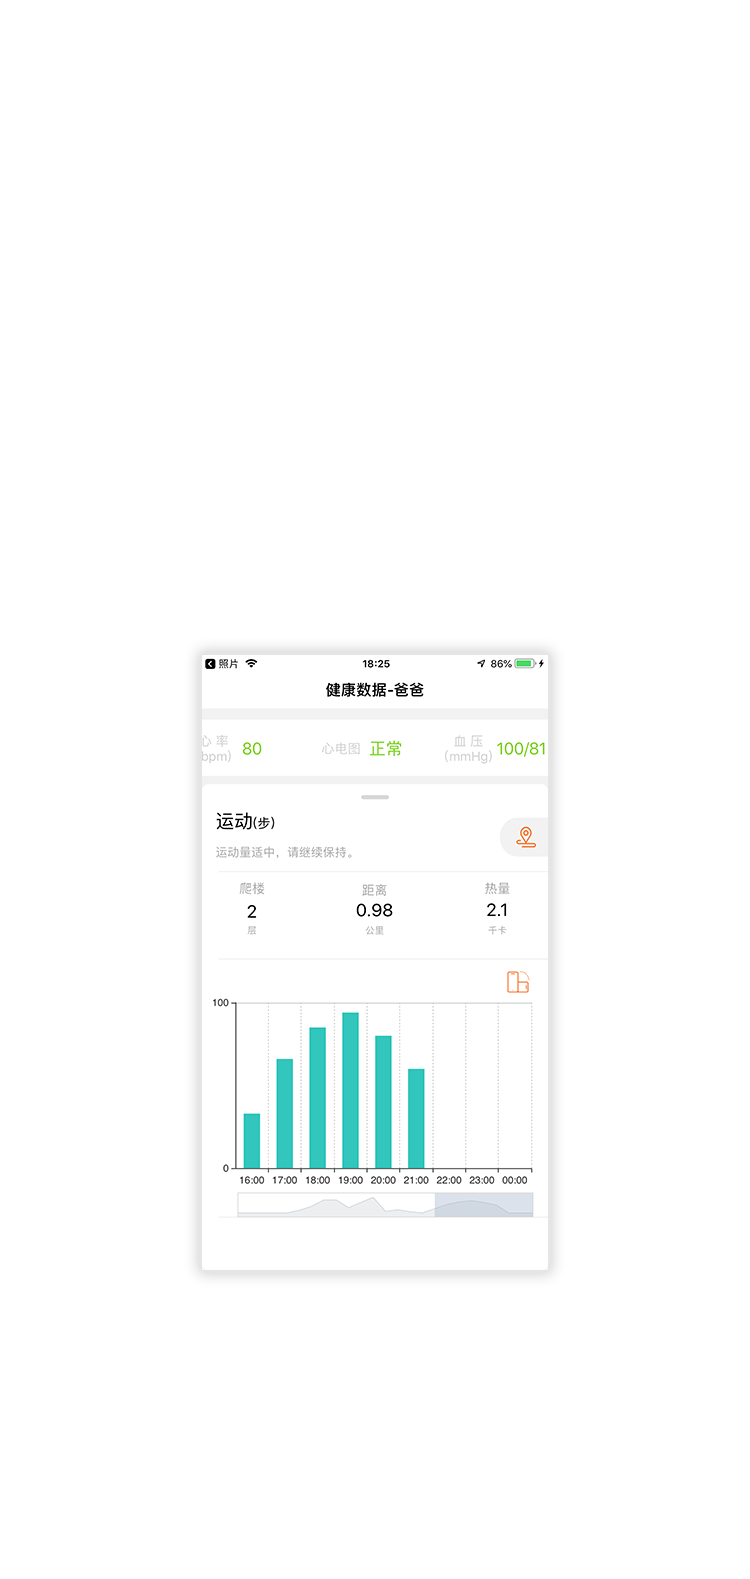 照片 18:25 86%
健康数据-爸爸
心 率 80 心电图 正常 血 压 100/81
bpm) (mmHg)
运动(步)
运动量适中，请继续保持。
爬楼 距离 热量
2 0.98 2.1
层 公里 千卡
100
0
16:00 17:00 18:00 19:00 20:00 21:00 22:00 23:00 00:00